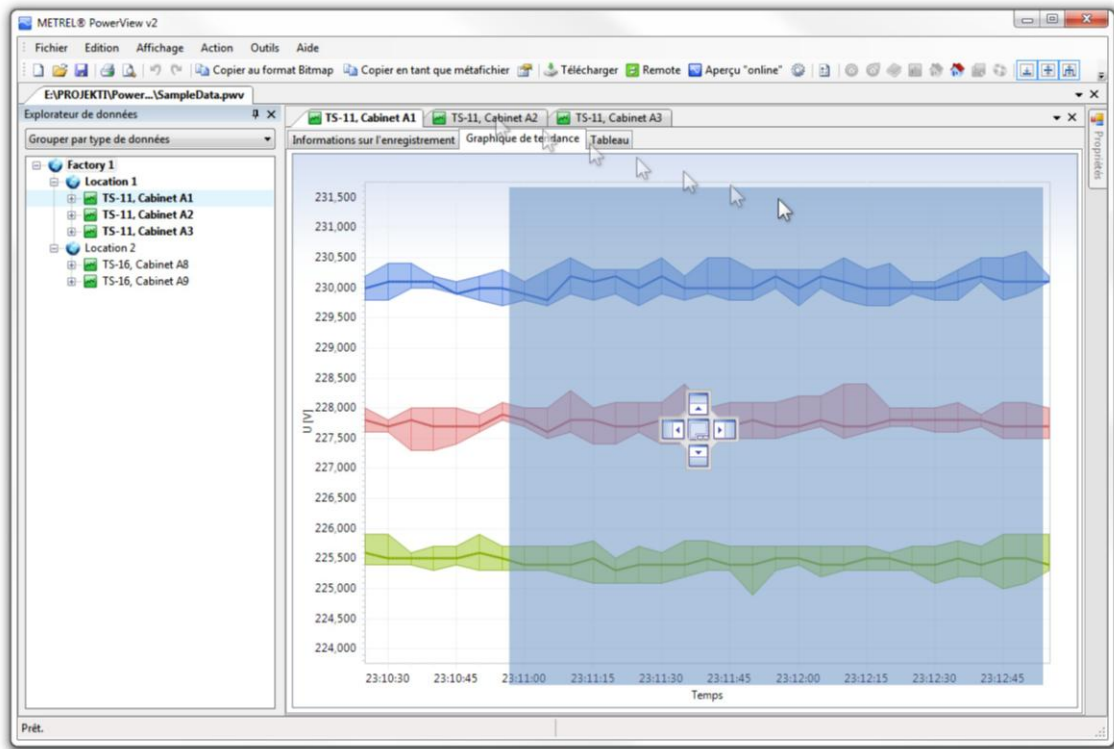 METREL® PowerView v2
Fichier Edition Affichage Action Outils Aide
Copier au format Bitmap Copier en tant que métafichier Télécharger Remote Aperçu "online"
E:\PROJEKTI\Power...\SampleData.pwv
Explorateur de données
TS-11, Cabinet A1 TS-11, Cabinet A2 TS-11, Cabinet A3
Grouper par type de données
Informations sur l'enregistrement Graphique de tendance Tableau
Propriétés
Factory 1
Location 1
TS-11, Cabinet A1
TS-11, Cabinet A2
TS-11, Cabinet A3
Location 2
TS-16, Cabinet A8
TS-16, Cabinet A9
231,500
231,000
230,500
230,000
229,500
229,000
228,500
228,000
227,500
227,000
226,500
226,000
225,500
225,000
224,500
224,000
U [V]
23:10:30 23:10:45 23:11:00 23:11:15 23:11:30 23:11:45 23:12:00 23:12:15 23:12:30 23:12:45
Temps
Prêt.